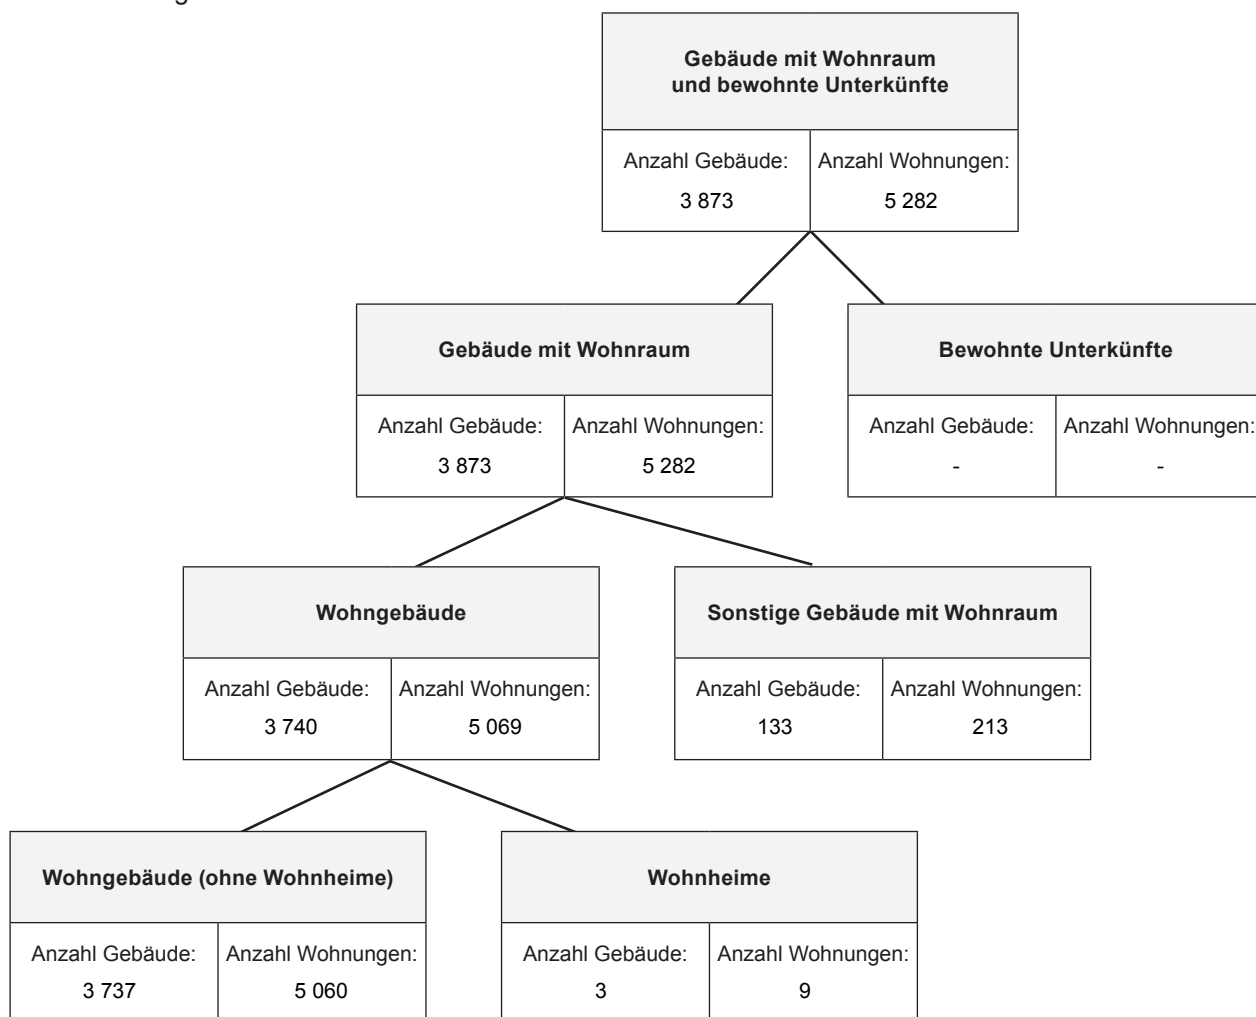 Gebäude mit Wohnraum
und bewohnte Unterkünfte
Anzahl Gebäude: Anzahl Wohnungen:
3 873 5 282
Gebäude mit Wohnraum Bewohnte Unterkünfte
Anzahl Gebäude: Anzahl Wohnungen: Anzahl Gebäude: Anzahl Wohnungen:
3 873 5 282 - -
Wohngebäude Sonstige Gebäude mit Wohnraum
Anzahl Gebäude: Anzahl Wohnungen: Anzahl Gebäude: Anzahl Wohnungen:
3 740 5 069 133 213
Wohngebäude (ohne Wohnheime) Wohnheime
Anzahl Gebäude: Anzahl Wohnungen: Anzahl Gebäude: Anzahl Wohnungen:
3 737 5 060 3 9